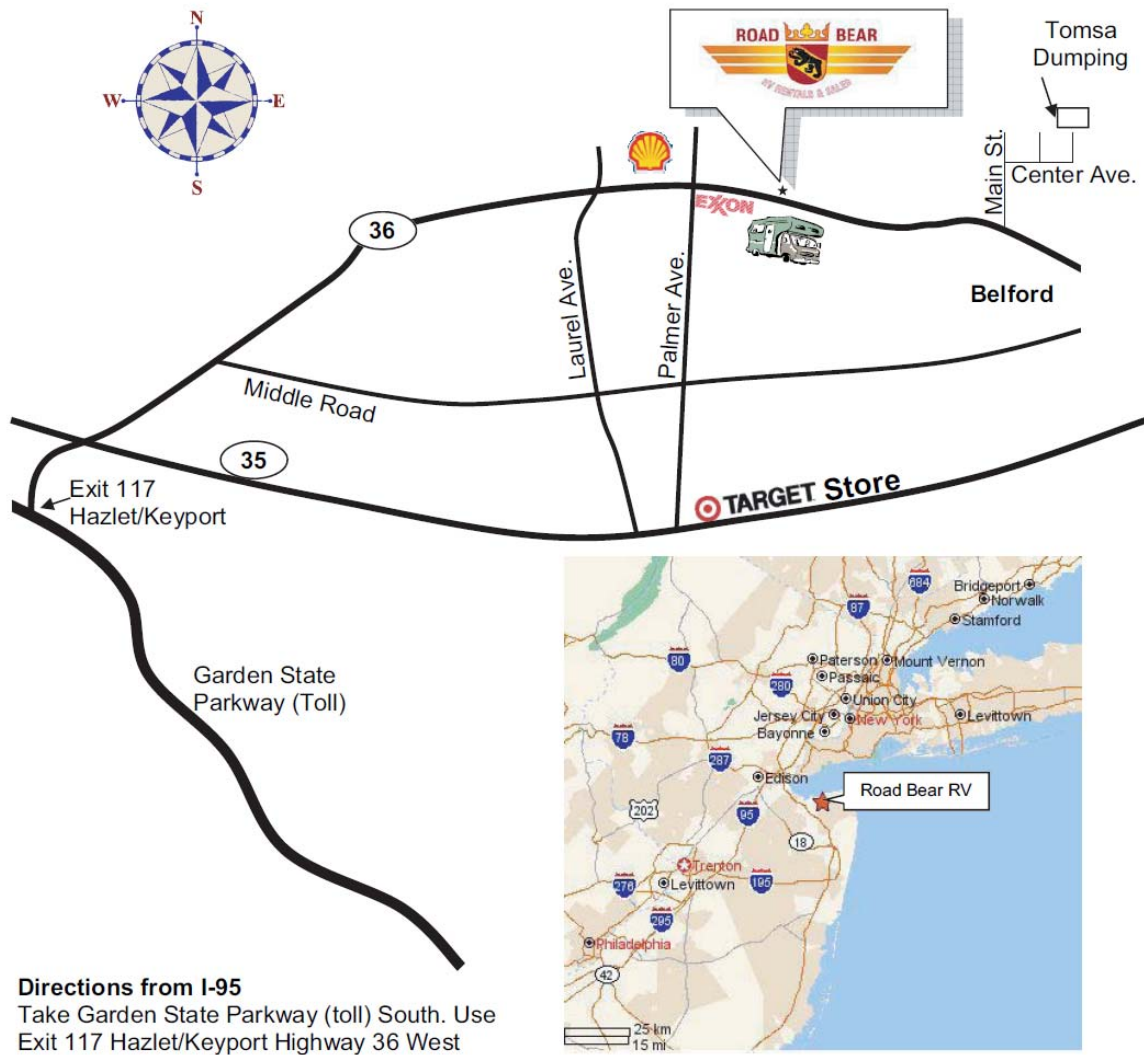 N
W
E
S
ROAD BEAR
RV RENTALS & SALES
Tomsa
Dumping
Main St.
Center Ave.
36
EXXON
Laurel Ave.
Palmer Ave.
Belford
Middle Road
35
Exit 117
Hazlet/Keyport
TARGET Store
Garden State
Parkway (Toll)
684
Bridgeport
Norwalk
87
Stamford
80
Paterson
Mount Vernon
Passaic
280
Union City
Jersey City
New York
Levittown
Bayonne
78
287
Edison
Road Bear RV
202
95
18
Trenton
276
Levittown
195
295
Philadelphia
42
25 km
15 mi
Directions from I-95
Take Garden State Parkway (toll) South. Use
Exit 117 Hazlet/Keyport Highway 36 West